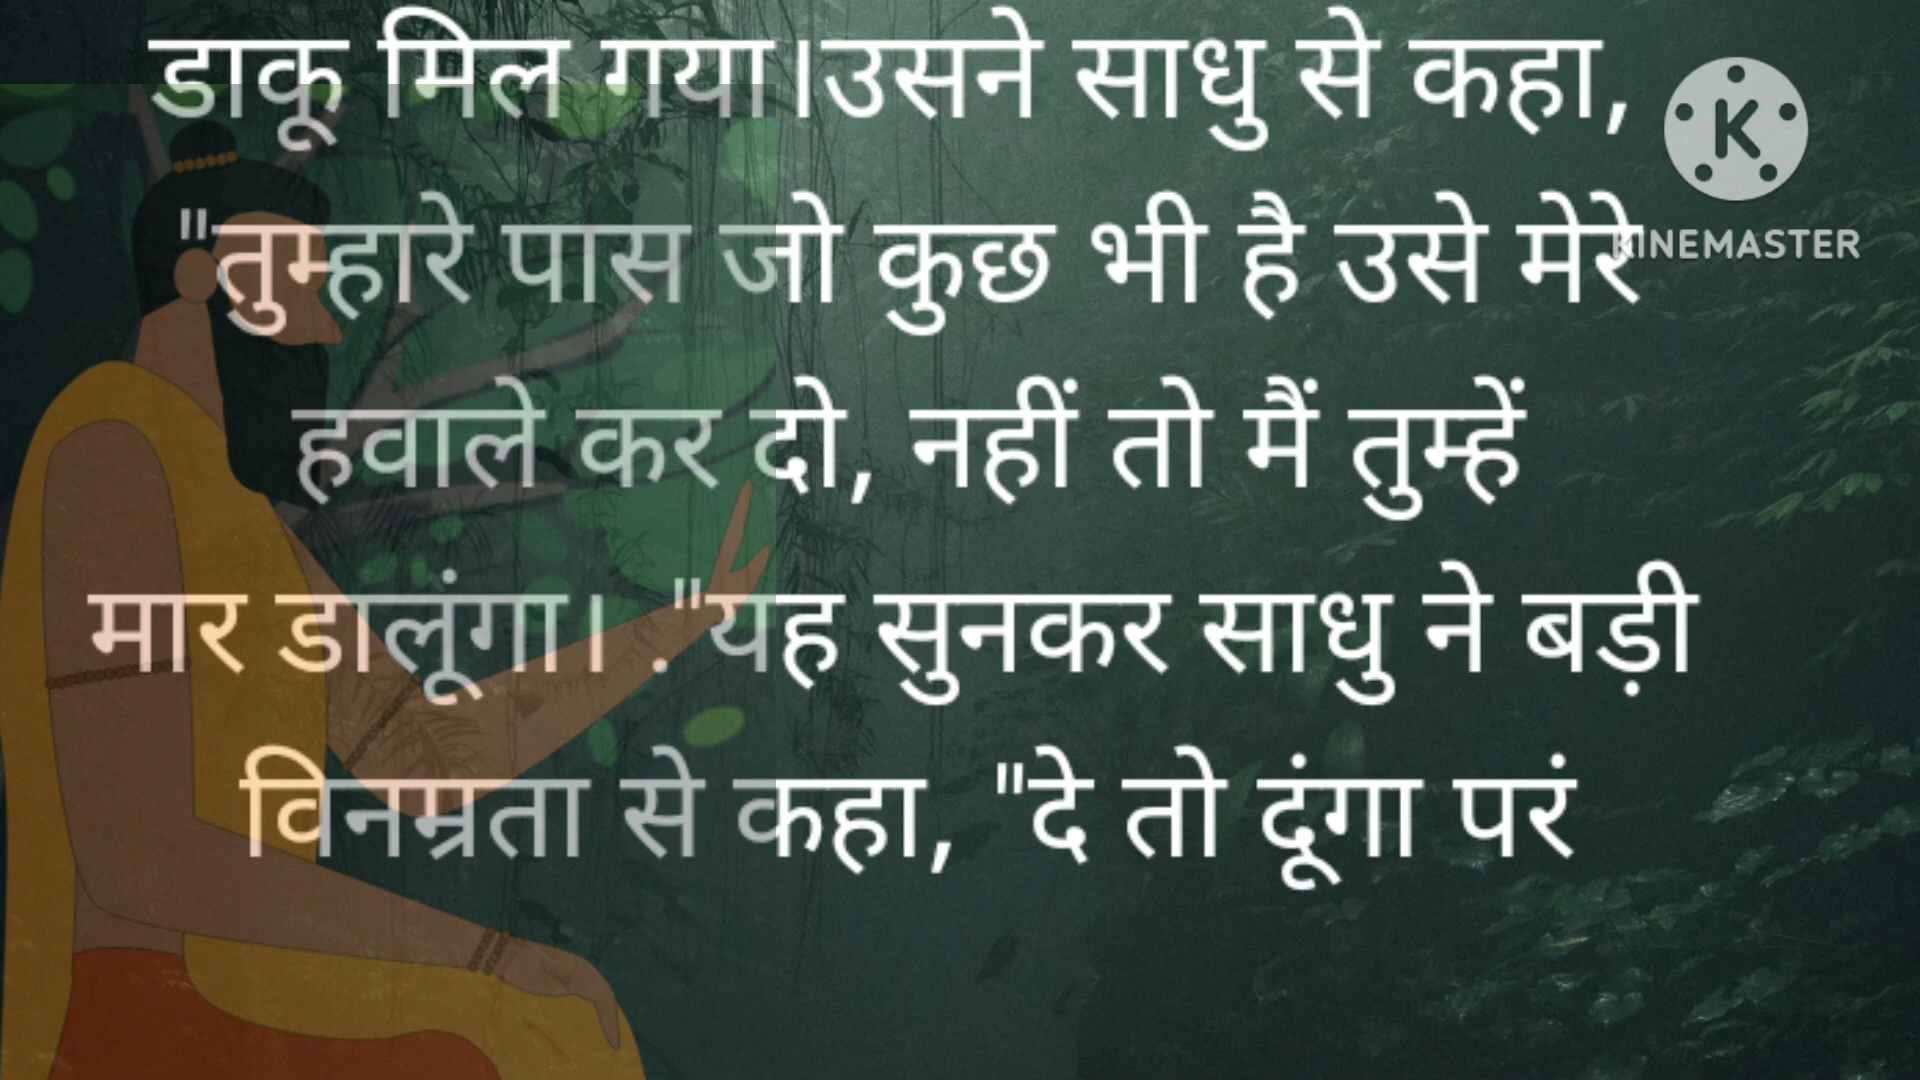 डाकू मिल गया।उसने साधु से कहा,
"तुम्हारे पास जो कुछ भी है उसे मेरे
हवाले कर दो, नहीं तो मैं तुम्हें
मार डालूंगा। ."यह सुनकर साधु ने बड़ी
विनम्रता से कहा, "दे तो दूंगा परं
K
KINEMASTER